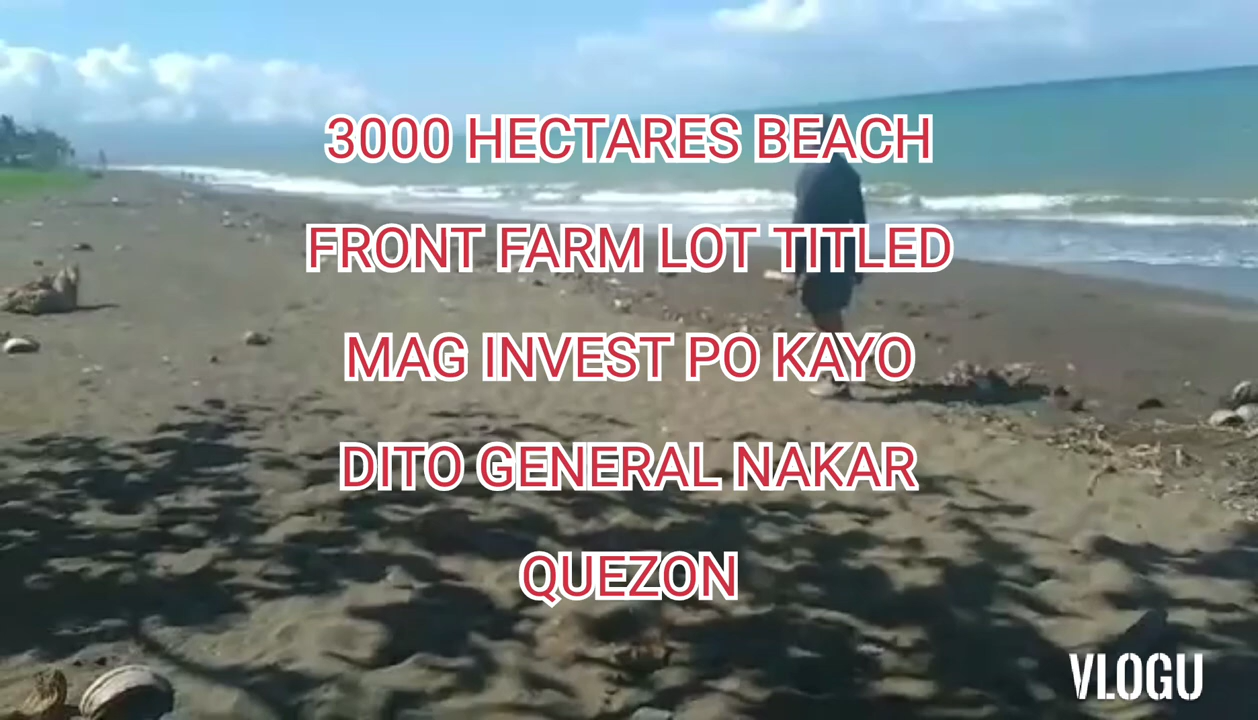 3000 HECTARES BEACH
FRONT FARM LOT TITLED
MAG INVEST PO KAYO
DITO GENERAL NAKAR
QUEZON
VLOGU